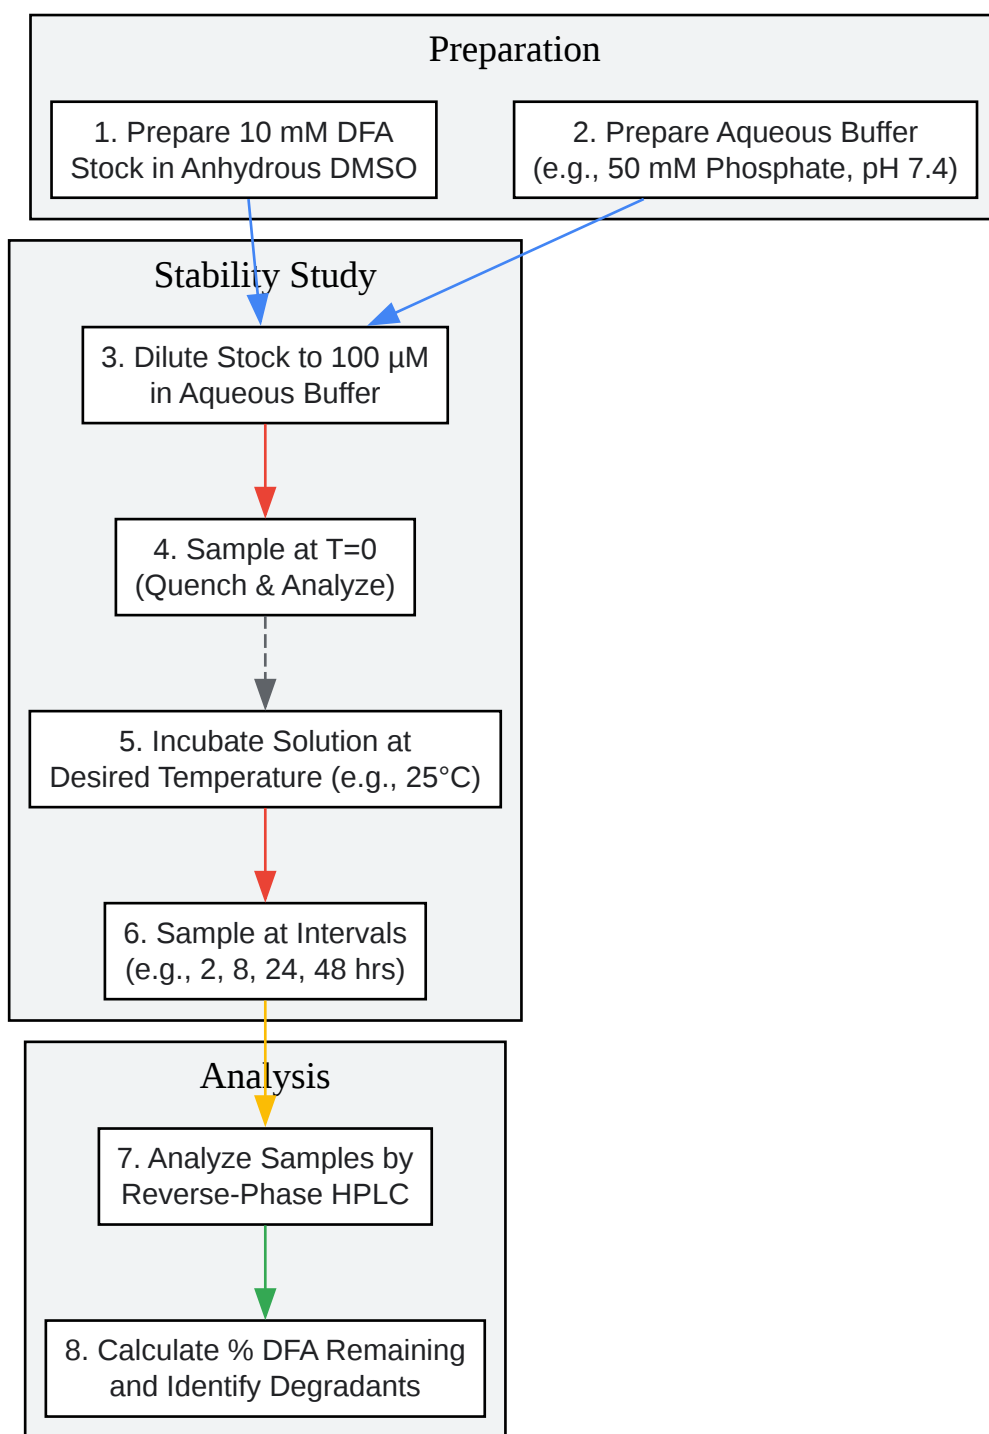 Preparation
1. Prepare 10 mM DFA
Stock in Anhydrous DMSO
2. Prepare Aqueous Buffer
(e.g., 50 mM Phosphate, pH 7.4)
Stability Study
3. Dilute Stock to 100 µM
in Aqueous Buffer
4. Sample at T=0
(Quench & Analyze)
5. Incubate Solution at
Desired Temperature (e.g., 25°C)
6. Sample at Intervals
(e.g., 2, 8, 24, 48 hrs)
Analysis
7. Analyze Samples by
Reverse-Phase HPLC
8. Calculate % DFA Remaining
and Identify Degradants